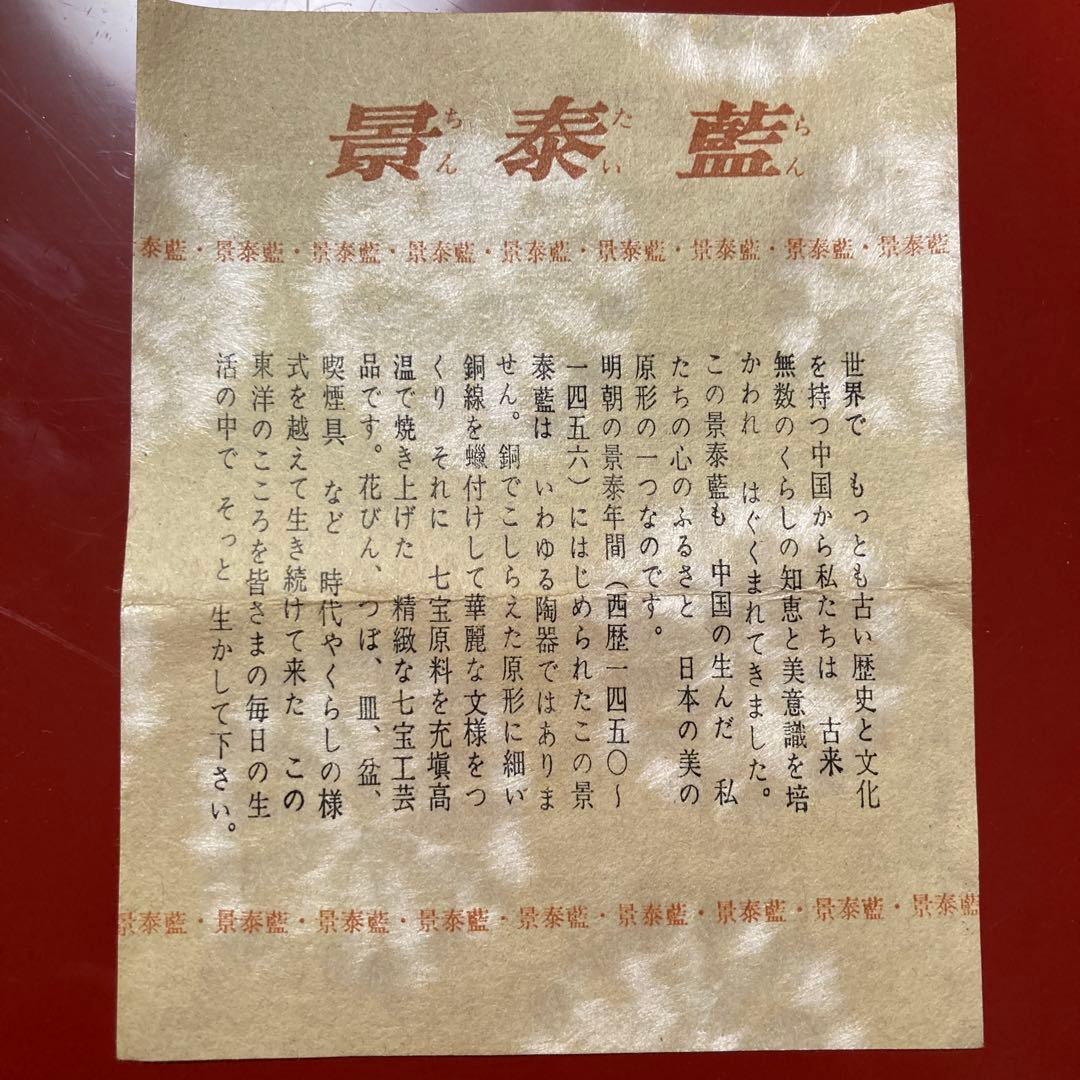 景泰藍
ちんたいらん
泰藍・景泰藍・景泰藍・景泰藍・景泰藍・景泰藍・景泰藍・景泰藍・景泰藍
世界で もっとも古い歴史と文化
を持つ中国から私たちは 古来
無数のくらしの知恵と美意識を培
かわれ はぐくまれてきました。
この景泰藍も 中国の生んだ 私
たちの心のふるさと 日本の美の
原形の一つなのです。
明朝の景泰年間(西歴一四五〇～
一四五六)にはじめられたこの景
泰藍は いわゆる陶器ではありま
せん。銅でこしらえた原形に細い
銅線を蠟付けして華麗な文様をつ
くり それに 七宝原料を充塡高
温で焼き上げた 精緻な七宝工芸
品です。花びん、つぼ、皿、盆、
喫煙具 など 時代やくらしの様
式を越えて生き続けて来た この
東洋のこころを皆さまの毎日の生
活の中で そっと 生かして下さい。
景泰藍・景泰藍・景泰藍・景泰藍・景泰藍・景泰藍・景泰藍・景泰藍・景泰藍